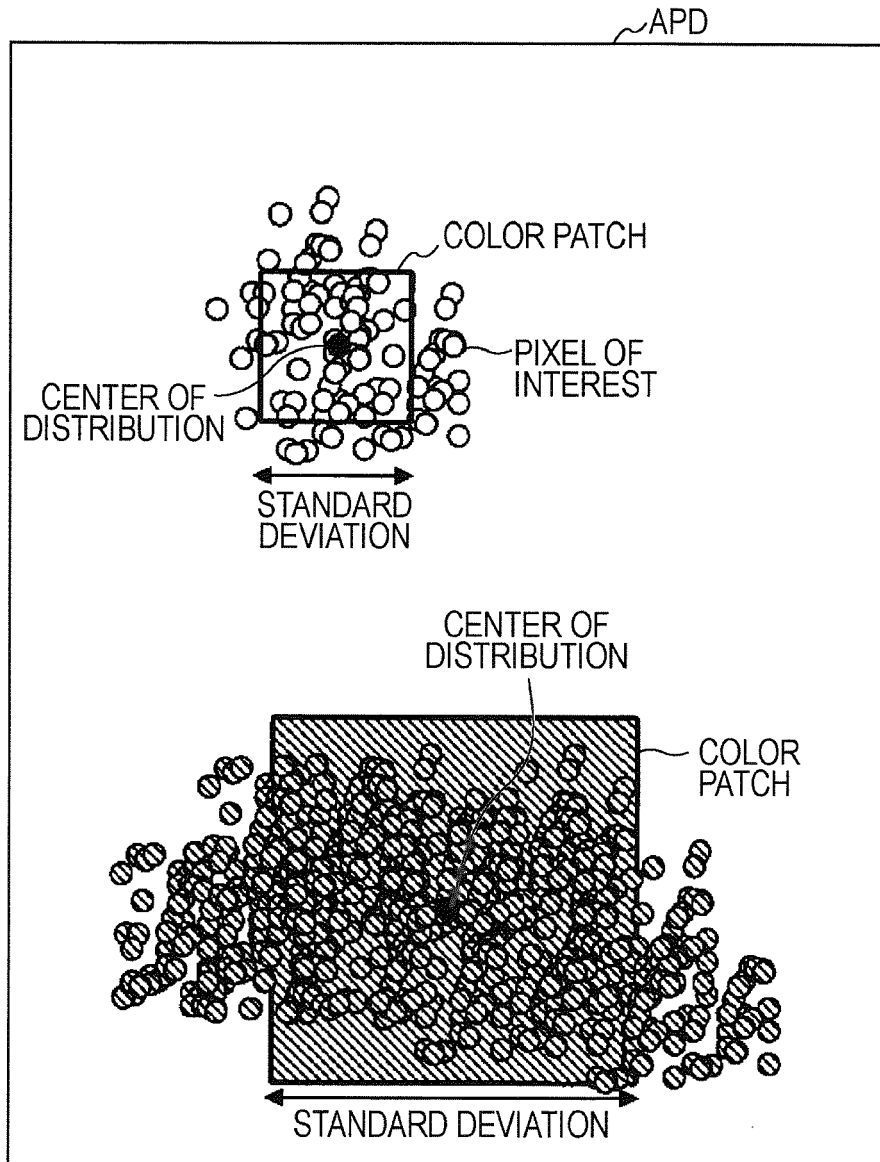 APD
COLOR PATCH
PIXEL OF
INTEREST
CENTER OF
DISTRIBUTION
STANDARD
DEVIATION
CENTER OF
DISTRIBUTION
COLOR
PATCH
STANDARD DEVIATION